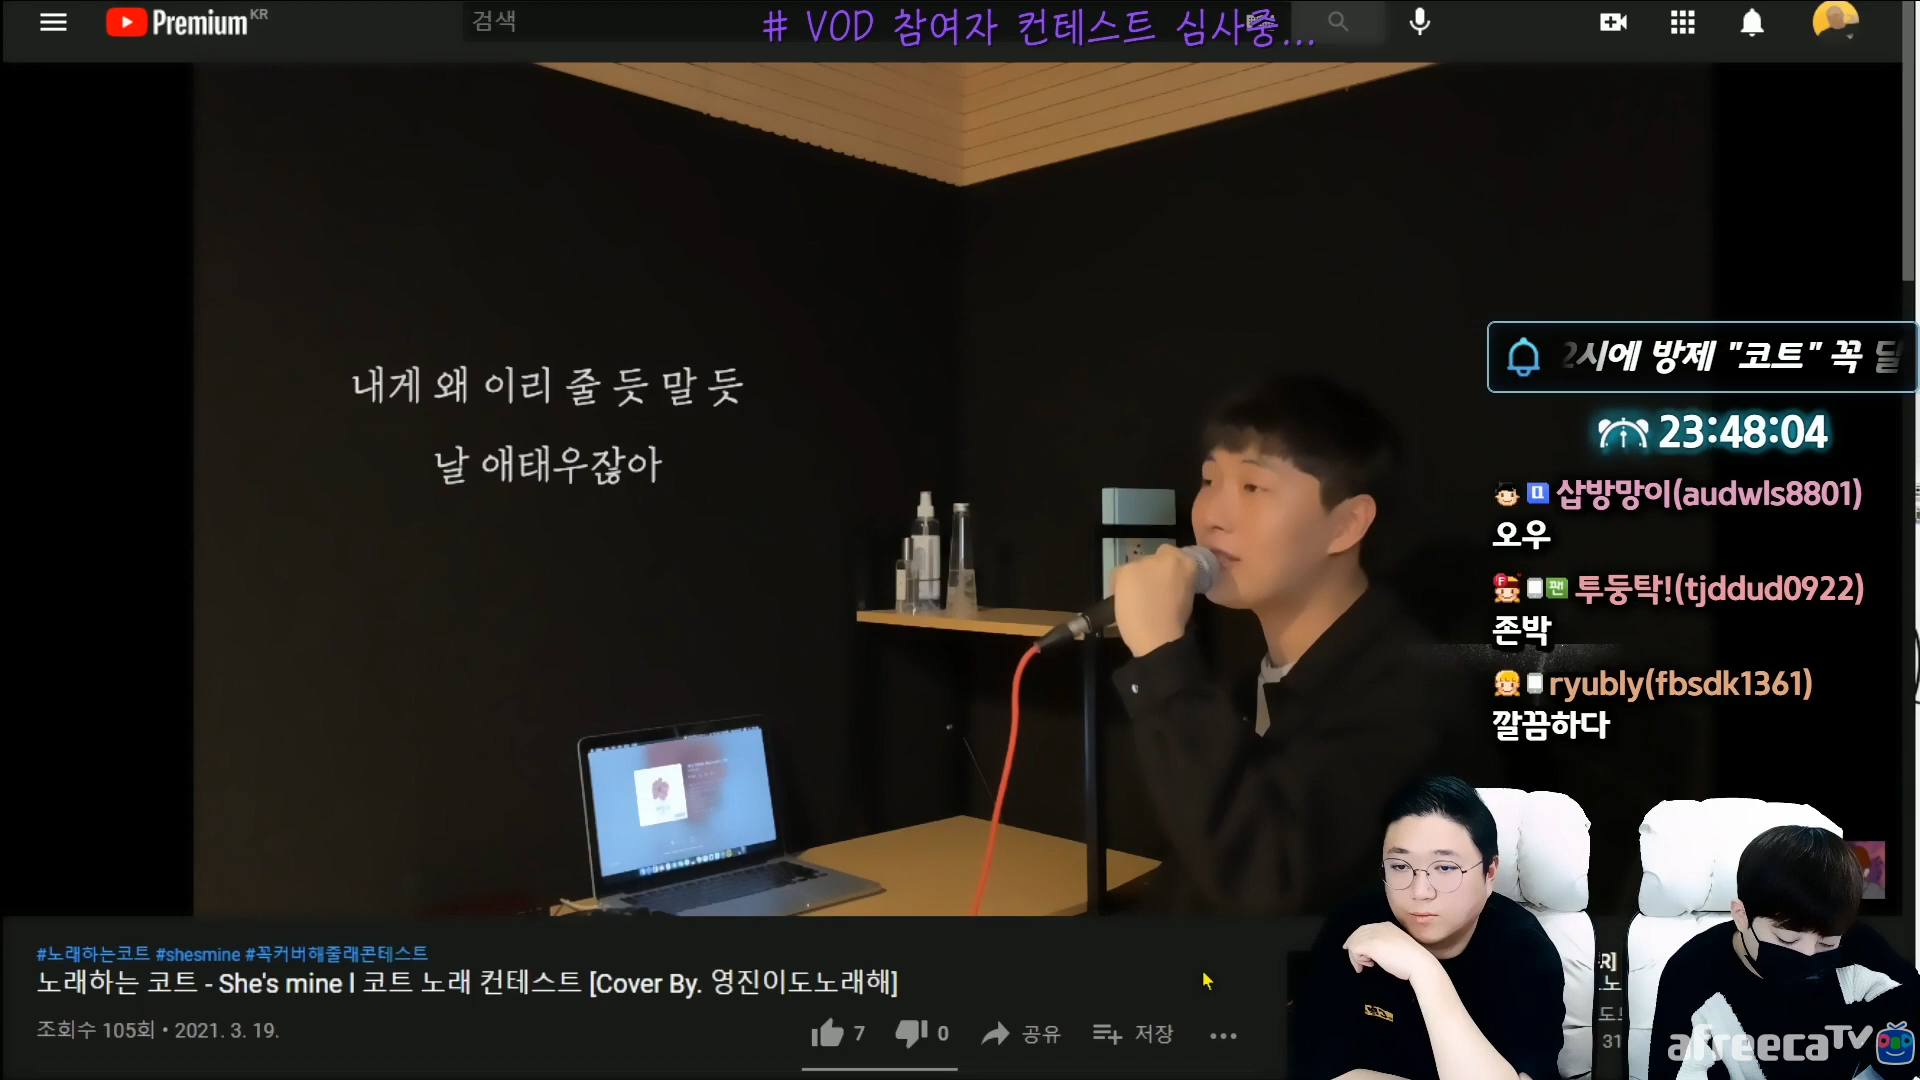 Premium KR
검색
# VOD 참여자 컨테스트 심사중...
내게 왜 이리 줄 듯 말 듯
날 애태우잖아
2시에 방제 "코트" 꼭 달
23:48:04
삽방망이(audwls8801)
오우
F 팬 투둥탁!(tjddud0922)
존박
ryubly(fbsdk1361)
깔끔하다
#노래하는코트 #shesmine #꼭커버해줄래콘테스트
노래하는 코트 - She's mine l 코트 노래 컨테스트 [Cover By. 영진이도노래해]
조회수 105회 • 2021. 3. 19.
7
0
공유
저장
R]
노
31
afreecaTV